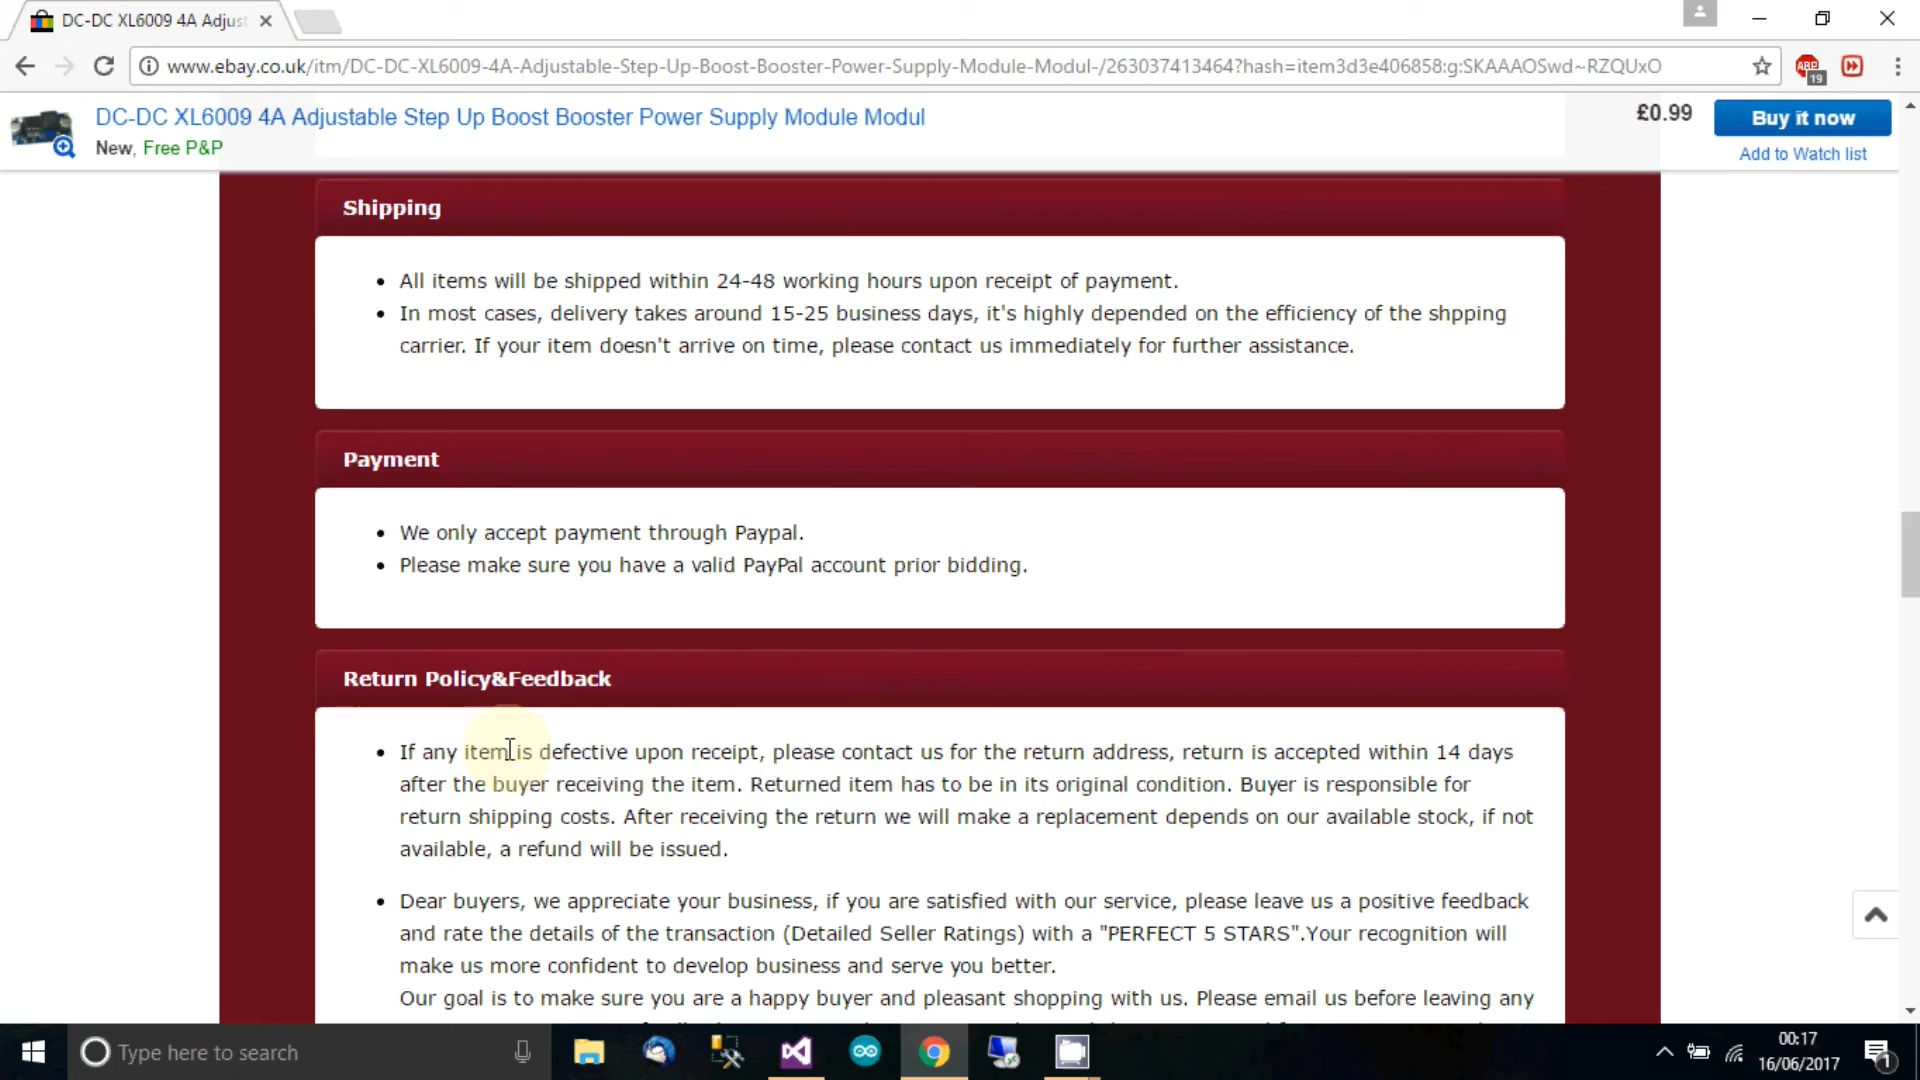 DC-DC XL6009 4A Adjust
www.ebay.co.uk/itm/DC-DC-XL6009-4A-Adjustable-Step-Up-Boost-Booster-Power-Supply-Module-Modul-/263037413464?hash=item3d3e406858:g:SKAAAOSwd~RZQUxO
ABP
19
DC-DC XL6009 4A Adjustable Step Up Boost Booster Power Supply Module Modul
New, Free P&P
£0.99
Buy it now
Add to Watch list
Shipping
All items will be shipped within 24-48 working hours upon receipt of payment.
In most cases, delivery takes around 15-25 business days, it's highly depended on the efficiency of the shpping
carrier. If your item doesn't arrive on time, please contact us immediately for further assistance.
Payment
We only accept payment through Paypal.
Please make sure you have a valid PayPal account prior bidding.
Return Policy&Feedback
If any item is defective upon receipt, please contact us for the return address, return is accepted within 14 days
after the buyer receiving the item. Returned item has to be in its original condition. Buyer is responsible for
return shipping costs. After receiving the return we will make a replacement depends on our available stock, if not
available, a refund will be issued.
Dear buyers, we appreciate your business, if you are satisfied with our service, please leave us a positive feedback
and rate the details of the transaction (Detailed Seller Ratings) with a "PERFECT 5 STARS".Your recognition will
make us more confident to develop business and serve you better.
Our goal is to make sure you are a happy buyer and pleasant shopping with us. Please email us before leaving any
Type here to search
00:17
16/06/2017
1